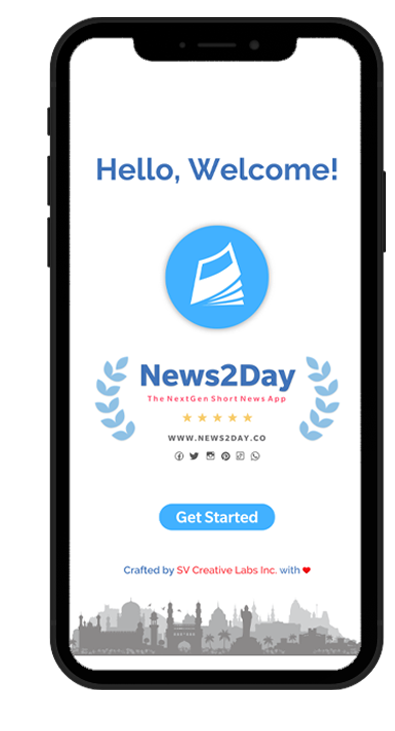 Hello, Welcome!
News2Day
The NextGen Short News App
WWW.NEWS2DAY.CO
Get Started
Crafted by SV Creative Labs Inc. with